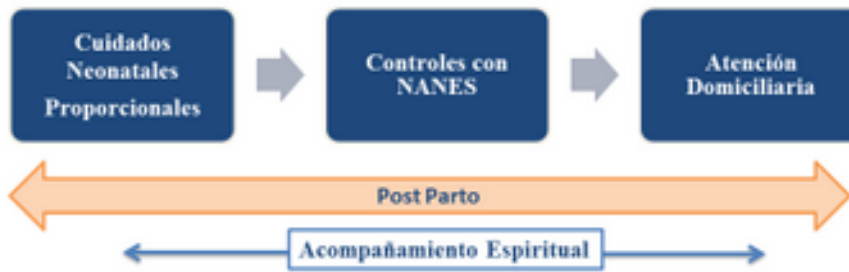 Cuidados
Neonatales
Proporcionales
Controles con
NANES
Atención
Domiciliaria
Post Parto
Acompañamiento Espiritual